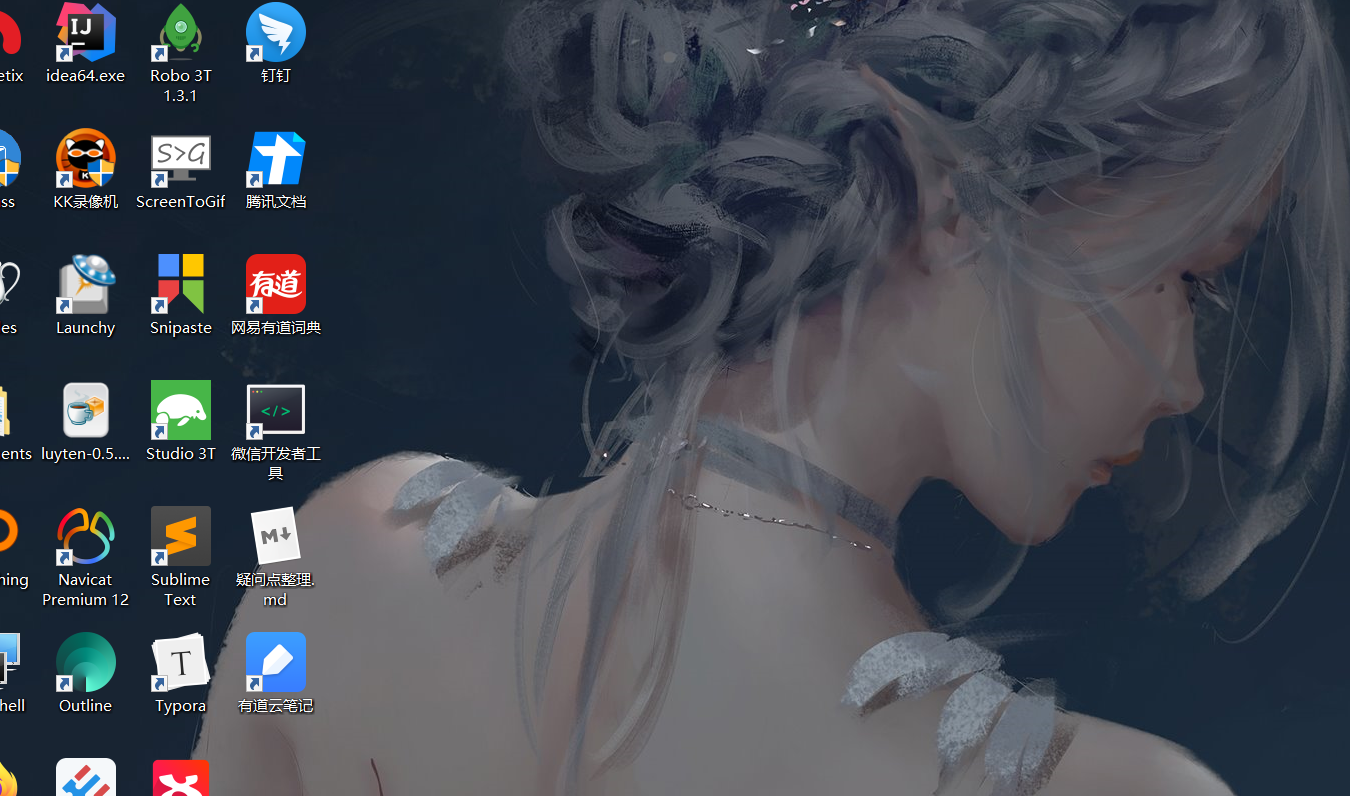 etix
idea64.exe
Robo 3T
1.3.1
钉钉
ss
KK录像机
S>G
ScreenToGif
腾讯文档
es
Launchy
Snipaste
有道
网易有道词典
ents
luyten-0.5....
Studio 3T
</>
微信开发者工
具
ning
Navicat
Premium 12
Sublime
Text
M
疑问点整理.
md
hell
Outline
T
Typora
有道云笔记
IJ
K